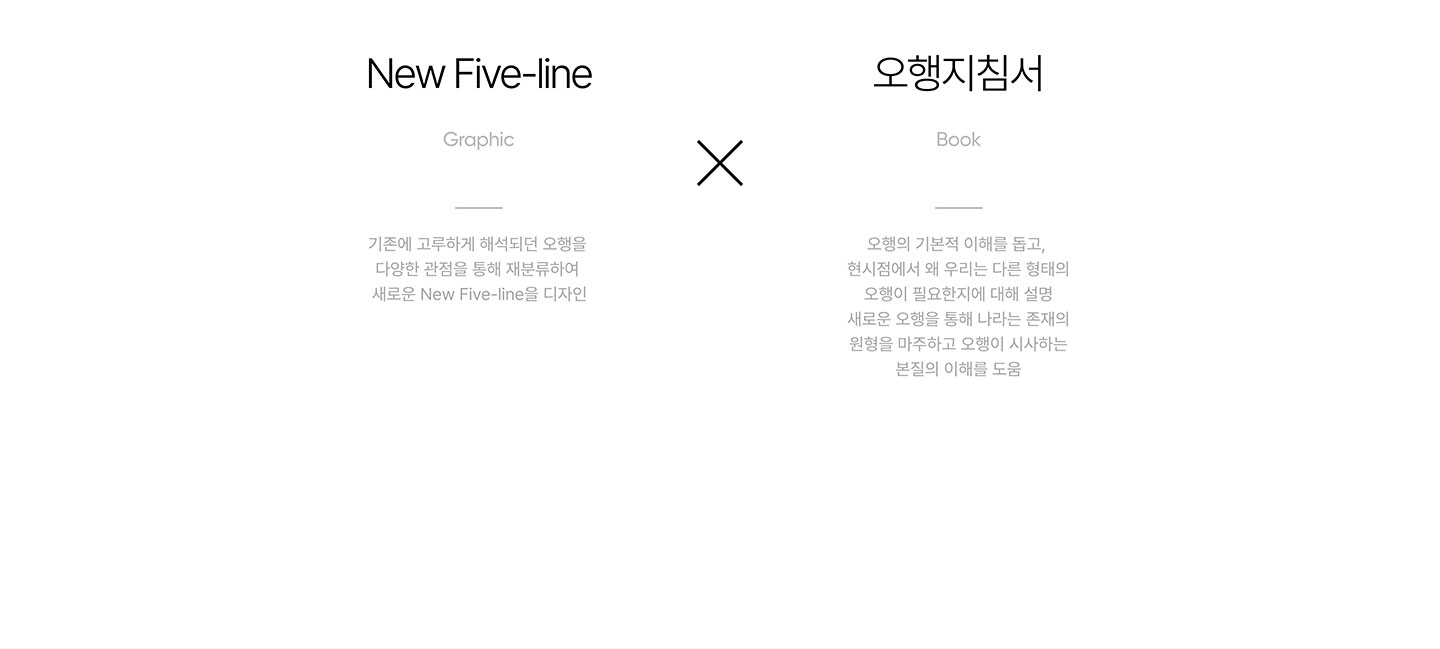 New Five-line
Graphic
기존에 고루하게 해석되던 오행을
다양한 관점을 통해 재분류하여
새로운 New Five-line을 디자인
오행지침서
Book
오행의 기본적 이해를 돕고,
현시점에서 왜 우리는 다른 형태의
오행이 필요한지에 대해 설명
새로운 오행을 통해 나라는 존재의
원형을 마주하고 오행이 시사하는
본질의 이해를 도움